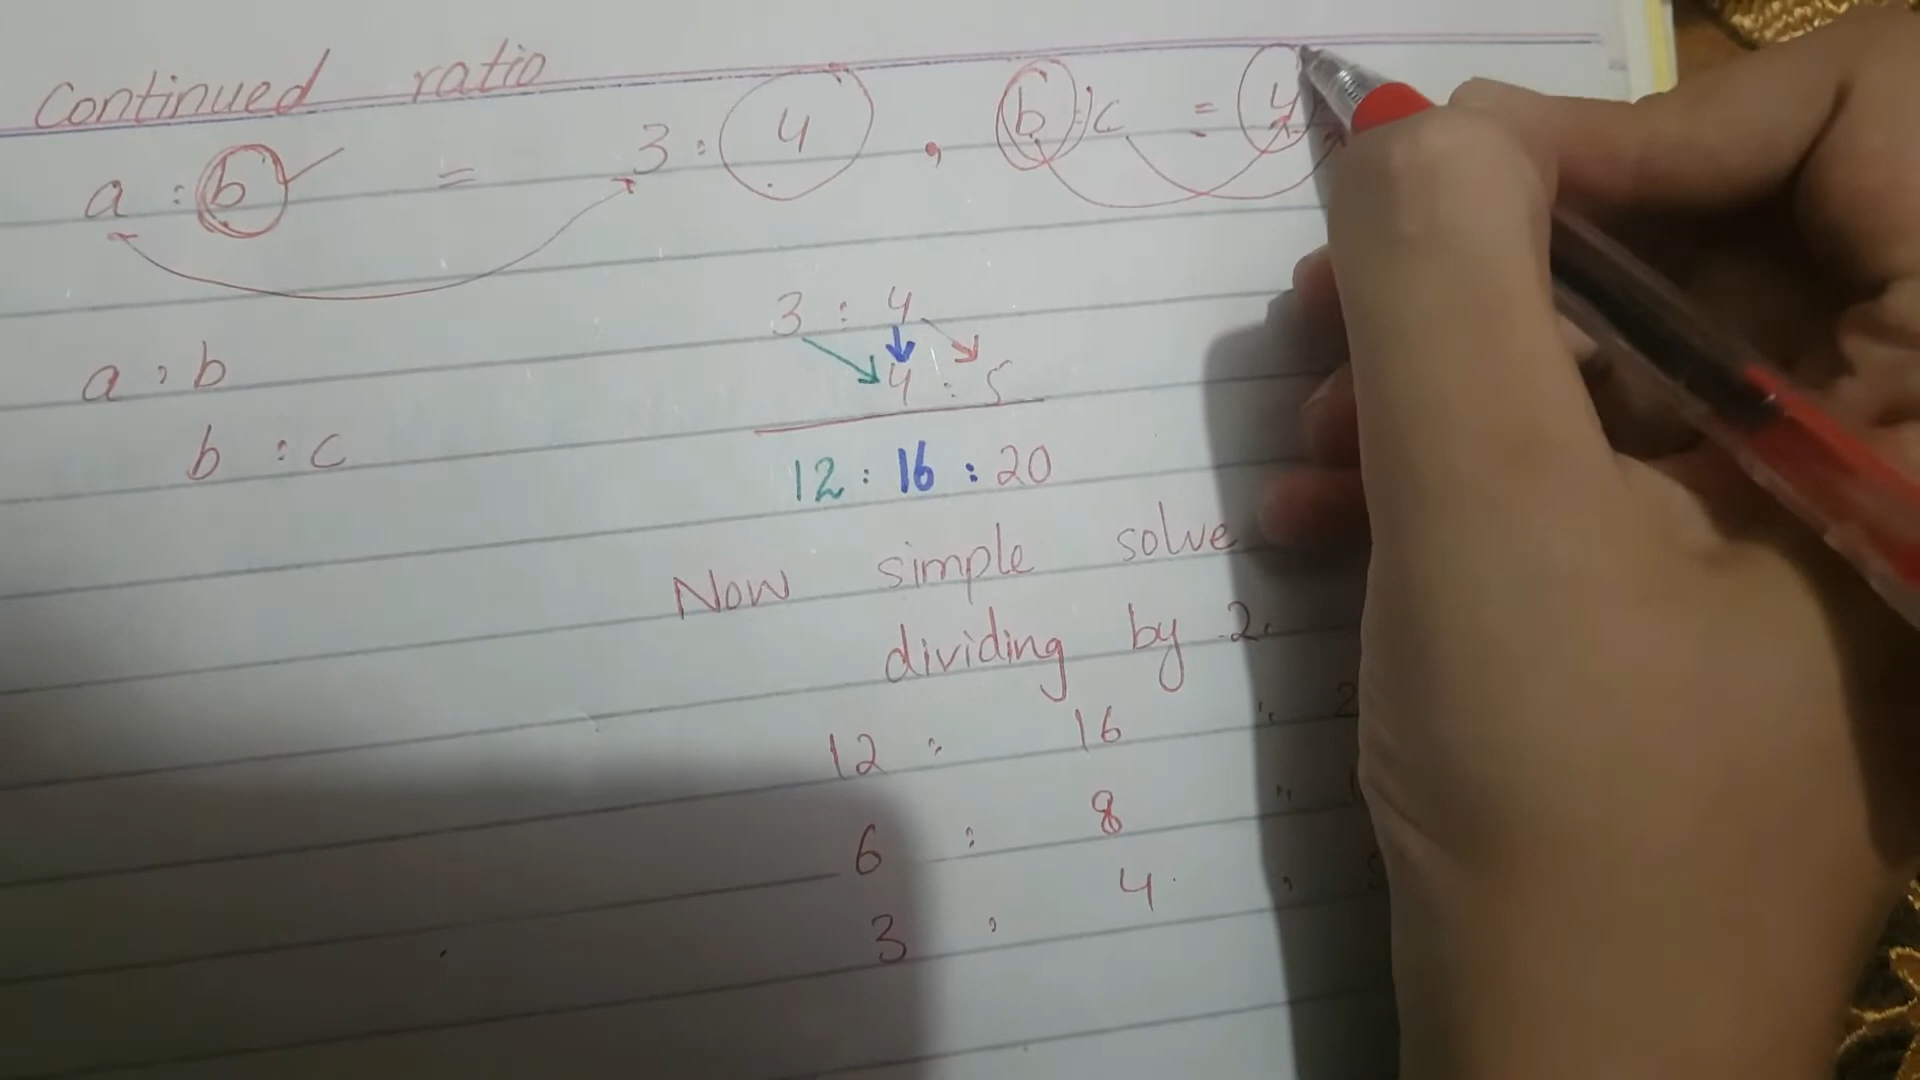 Continued ratio
a : b = 3 : 4 , b : c = 4
3 : 4
4 : 5
a : b
b : c
12 : 16 : 20
Now simple solve
dividing by 2.
12 : 16 : 2
6 : 8 :
3 : 4 :